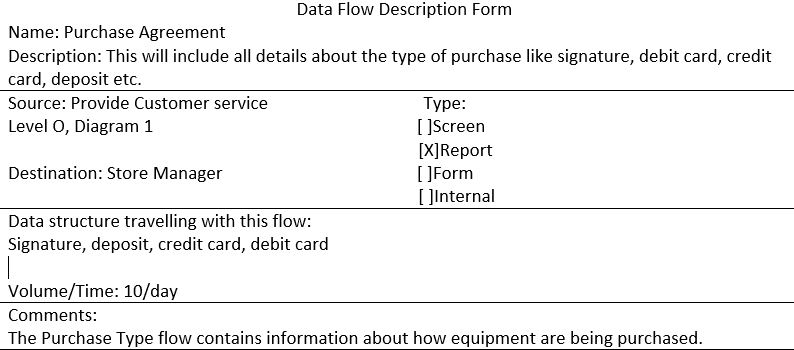 Data Flow Description Form
Name: Purchase Agreement
Description: This will include all details about the type of purchase like signature, debit card, credit
card, deposit etc.
Source: Provide Customer service
Type:
Level O, Diagram 1
[ ]Screen
[X]Report
Destination: Store Manager
[ ]Form
[ ]Internal
Data structure travelling with this flow:
Signature, deposit, credit card, debit card
Volume/Time: 10/day
Comments:
The Purchase Type flow contains information about how equipment are being purchased.